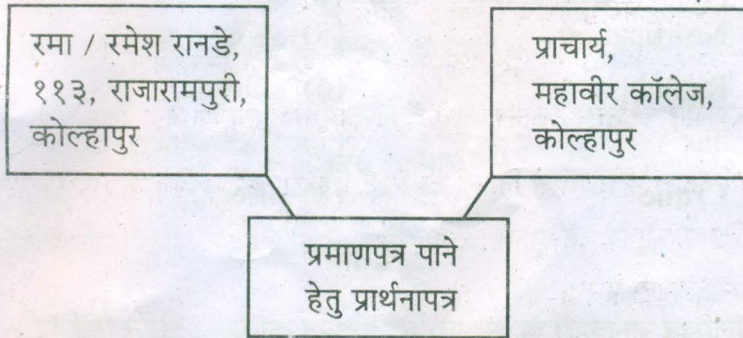 रमा / रमेश रानडे,
११३, राजारामपुरी,
कोल्हापुर
प्राचार्य,
महावीर कॉलेज,
कोल्हापुर
प्रमाणपत्र पाने
हेतु प्रार्थनापत्र